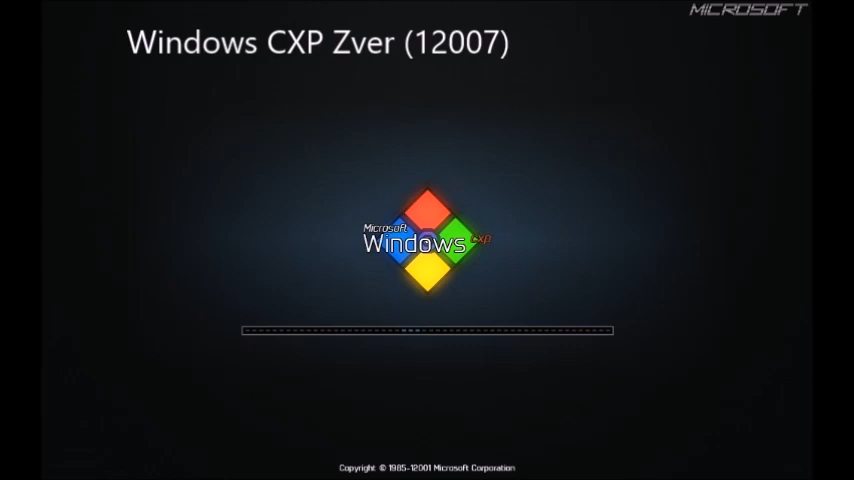 MICROSOFT
Windows CXP Zver (12007)
Microsoft
Windows cxp
Copyright © 1985-12001 Microsoft Corporation